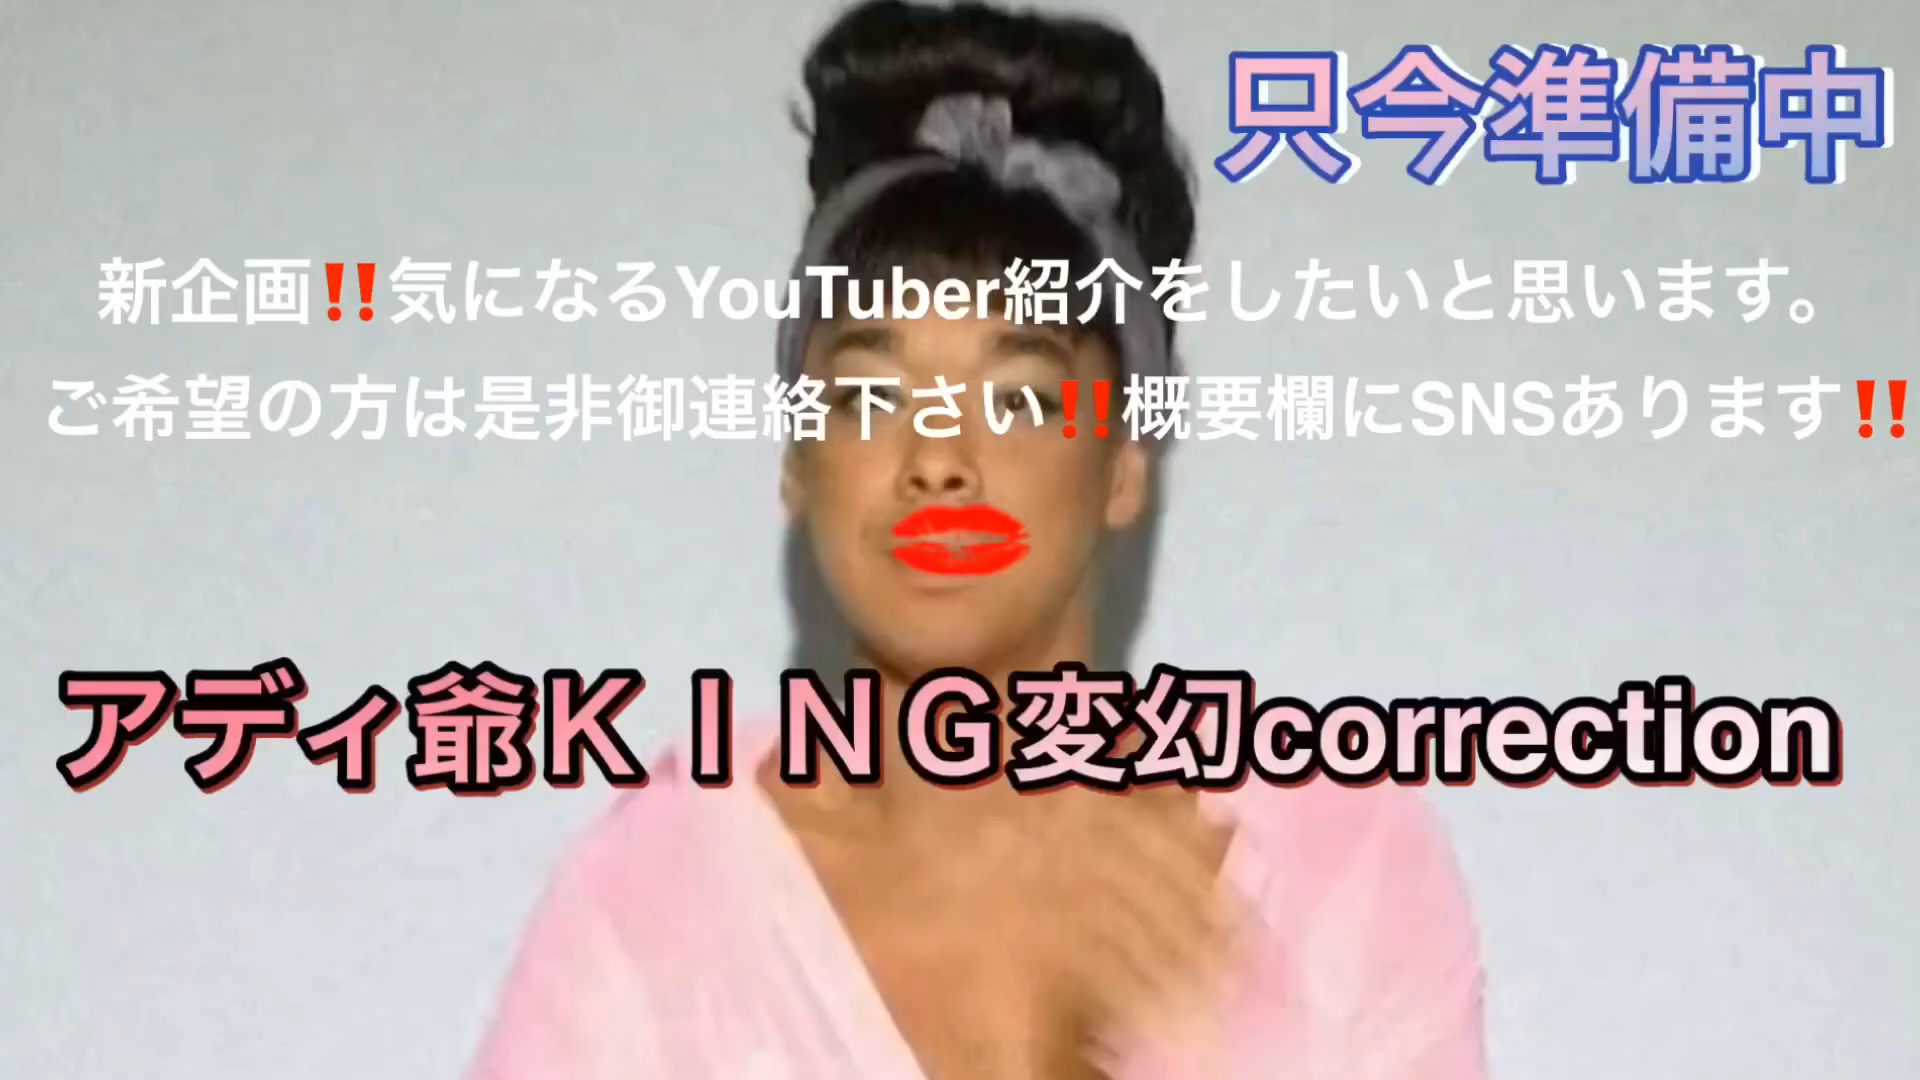 只今準備中
新企画‼️気になるYouTuber紹介をしたいと思います。
ご希望の方は是非御連絡下さい‼️概要欄にSNSあります‼️
アディ爺ＫＩＮＧ変幻correction